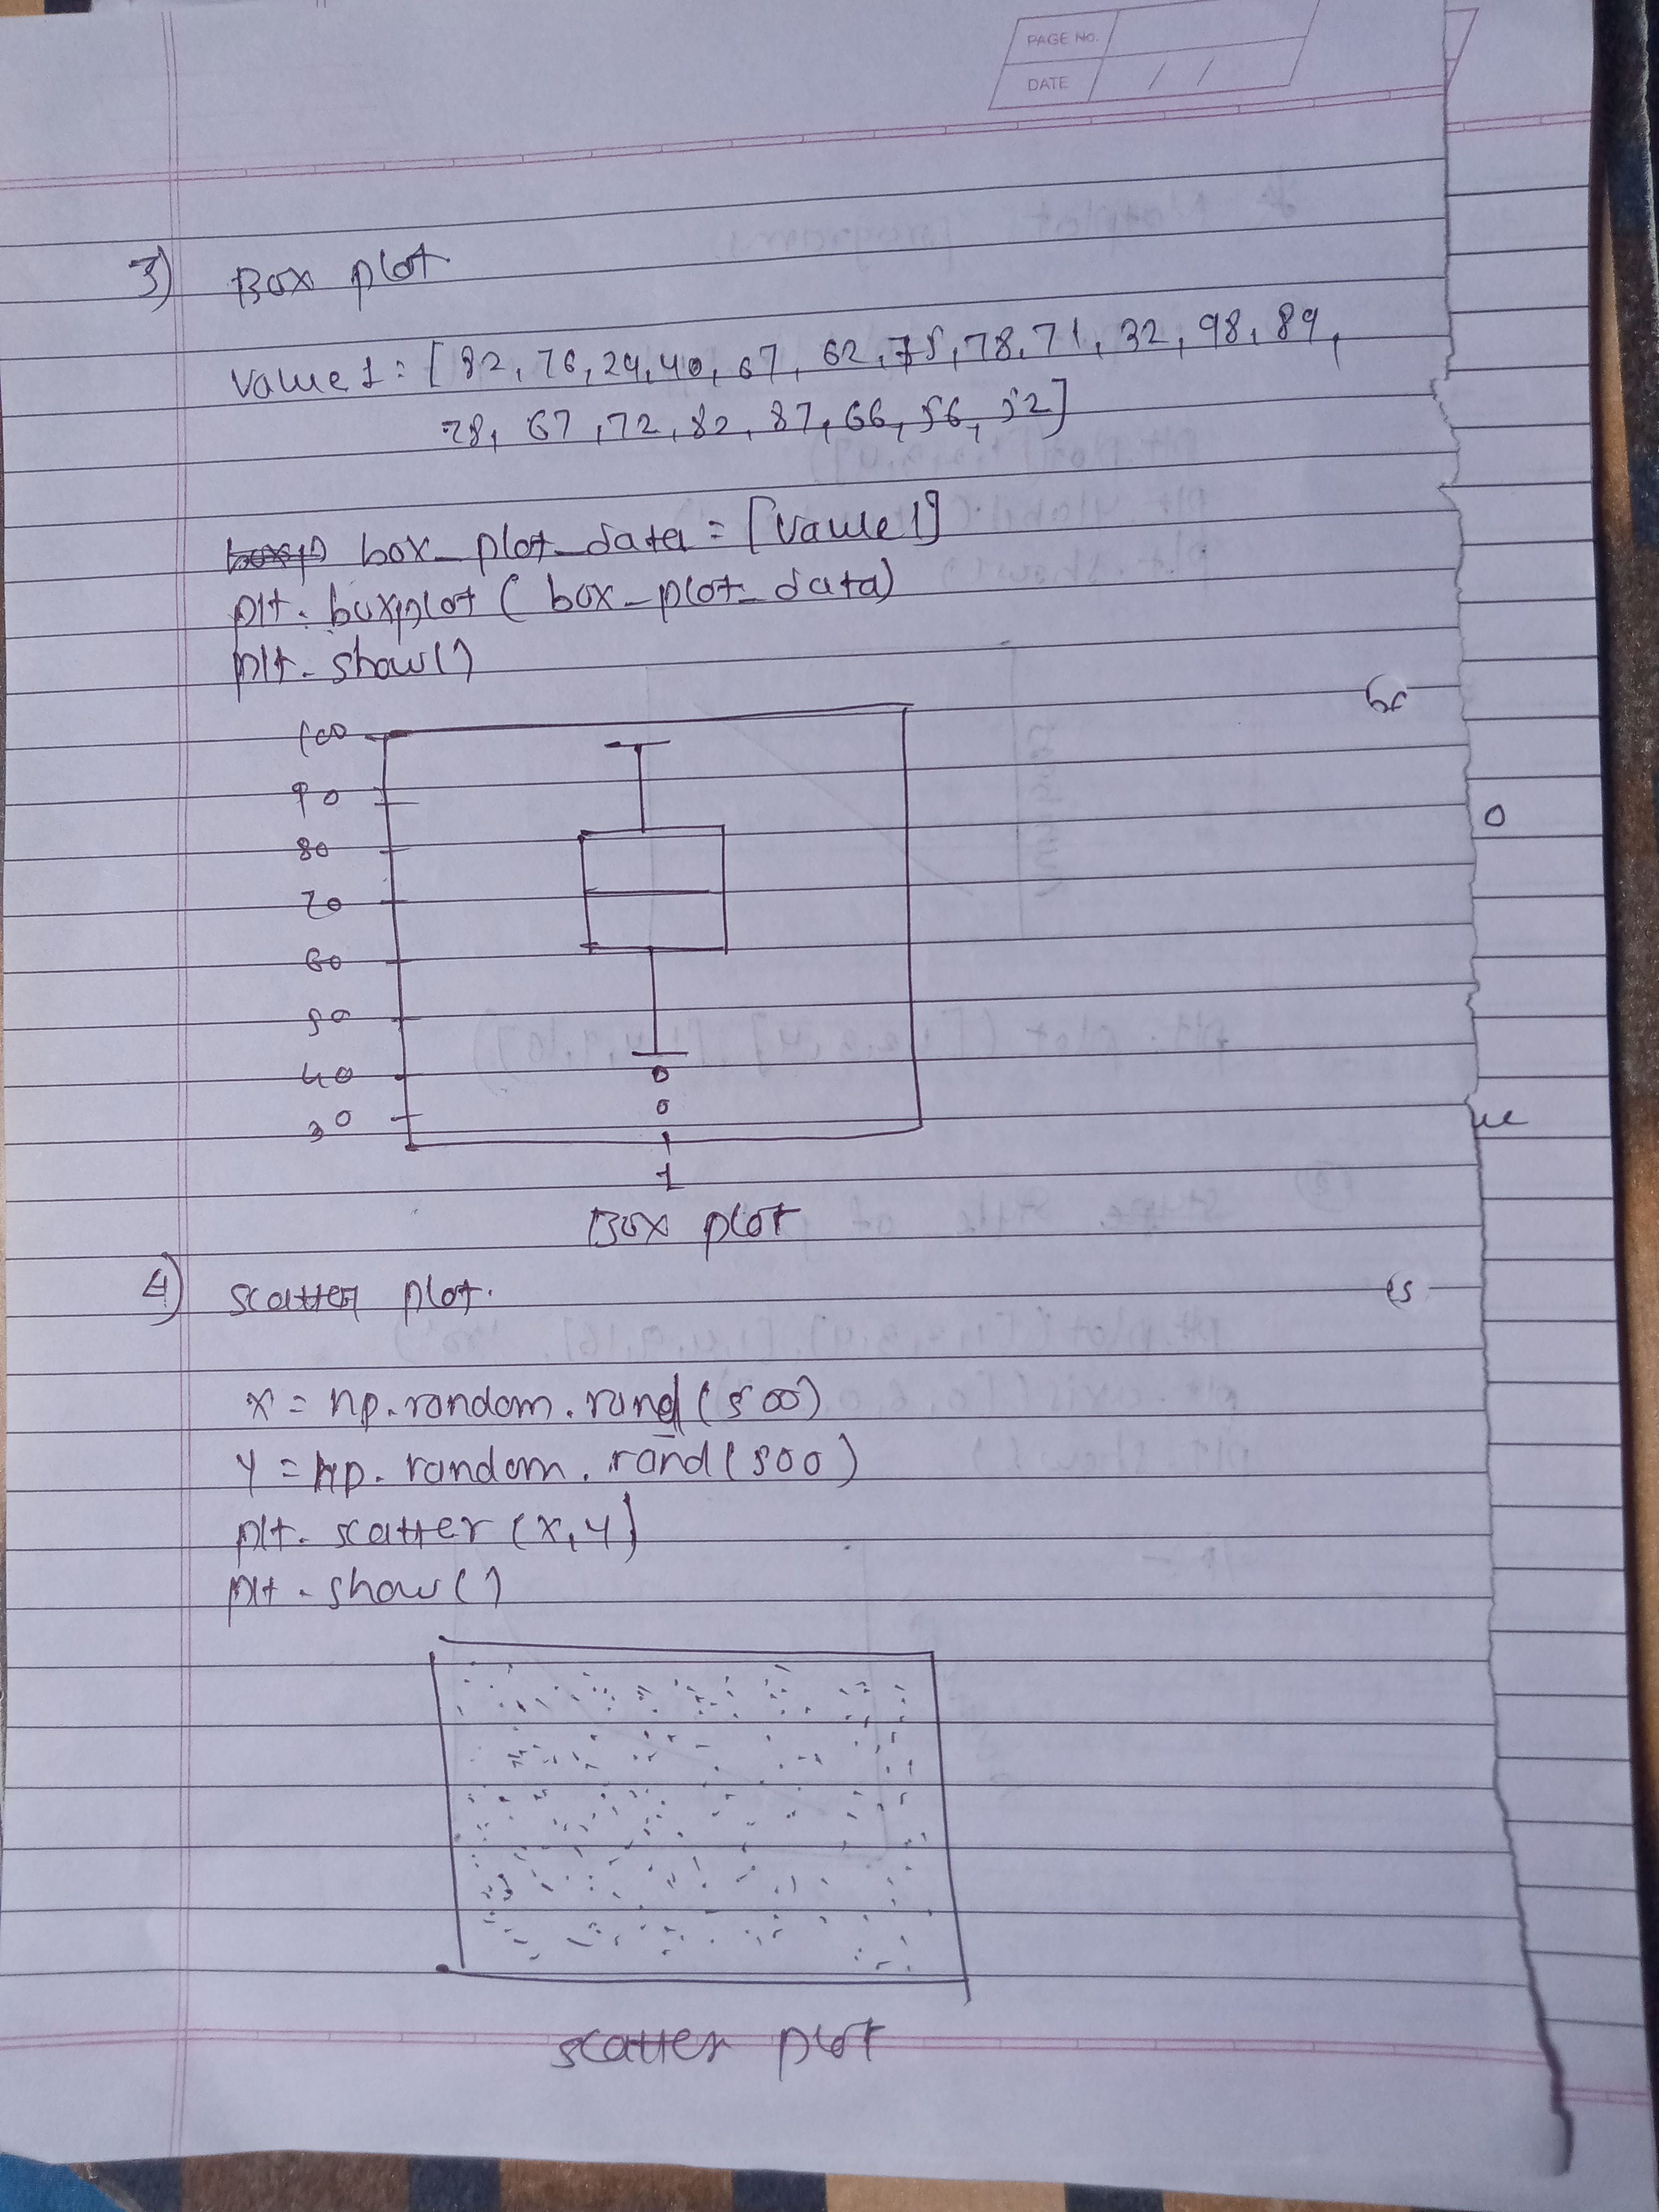 PAGE No.
DATE / /
3) Box plot
value 1 = [ 82, 76, 24, 40, 67, 62, 75, 78, 71, 32, 98, 89,
78, 67, 72, 82, 87, 66, 56, 52]
box_plot_data = [value 1]
plt. boxplot ( box_plot_data)
plt. show()
100
90
80
70
60
50
40
30
1
Box plot
4) scatter plot.
x = np.random.rand(500)
y = np.random.rand(500)
plt. scatter (x,y)
plt. show()
scatter plot